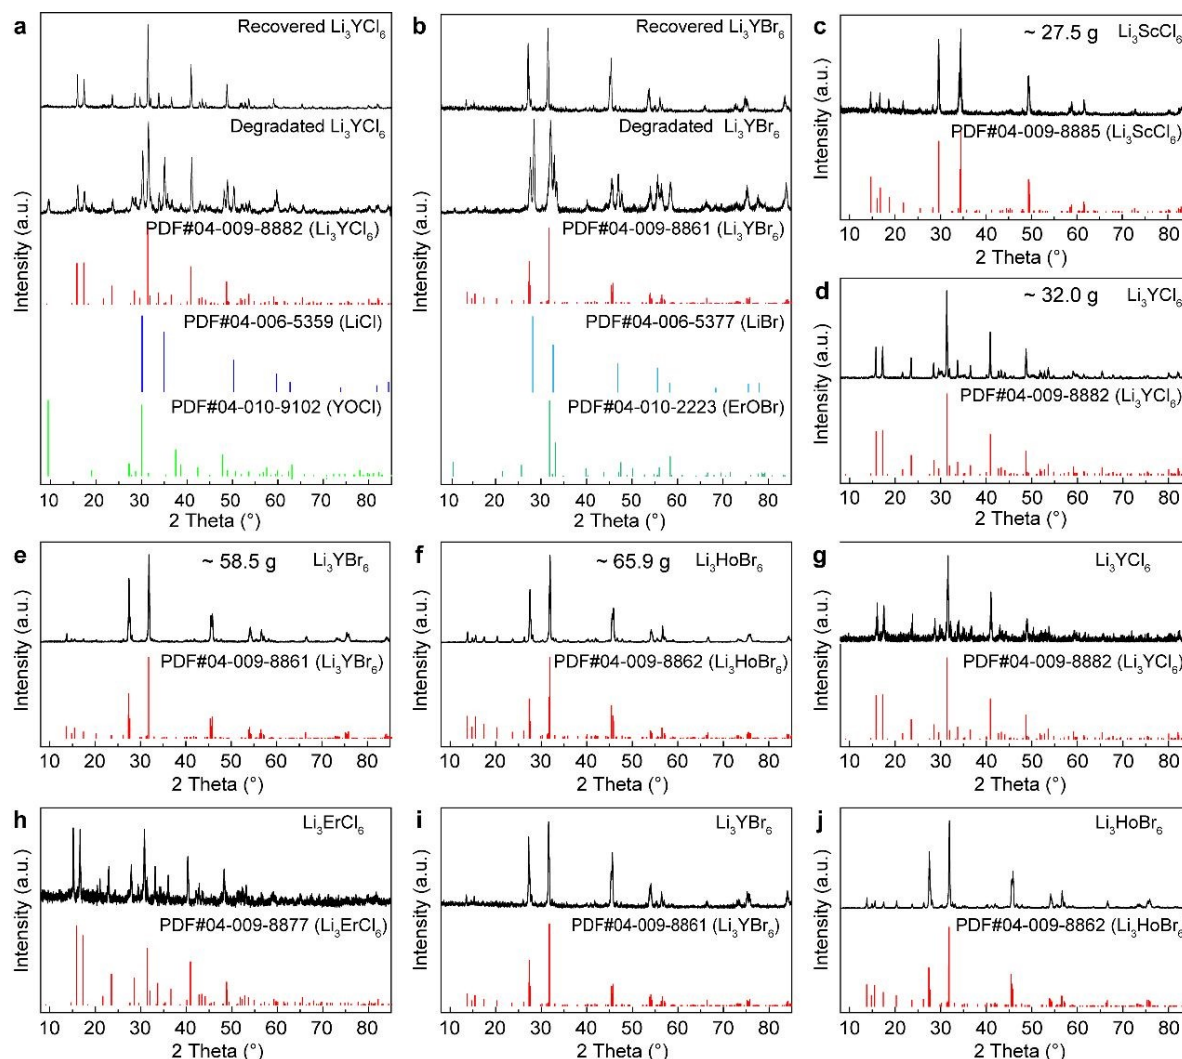 a
Recovered Li₃YCl₆
Degraded Li₃YCl₆
PDF#04-009-8882 (Li₃YCl₆)
PDF#04-006-5359 (LiCl)
PDF#04-010-9102 (YOCl)
Intensity (a.u.)
10 20 30 40 50 60 70 80
2 Theta (°)
b
Recovered Li₃YBr₆
Degraded Li₃YBr₆
PDF#04-009-8861 (Li₃YBr₆)
PDF#04-006-5377 (LiBr)
PDF#04-010-2223 (ErOBr)
Intensity (a.u.)
10 20 30 40 50 60 70 80
2 Theta (°)
c
~ 27.5 g Li₃ScCl₆
PDF#04-009-8885 (Li₃ScCl₆)
Intensity (a.u.)
10 20 30 40 50 60 70 80
2 Theta (°)
d
~ 32.0 g Li₃YCl₆
PDF#04-009-8882 (Li₃YCl₆)
Intensity (a.u.)
10 20 30 40 50 60 70 80
2 Theta (°)
e
~ 58.5 g Li₃YBr₆
PDF#04-009-8861 (Li₃YBr₆)
Intensity (a.u.)
10 20 30 40 50 60 70 80
2 Theta (°)
f
~ 65.9 g Li₃HoBr₆
PDF#04-009-8862 (Li₃HoBr₆)
Intensity (a.u.)
10 20 30 40 50 60 70 80
2 Theta (°)
g
Li₃YCl₆
PDF#04-009-8882 (Li₃YCl₆)
Intensity (a.u.)
10 20 30 40 50 60 70 80
2 Theta (°)
h
Li₃ErCl₆
PDF#04-009-8877 (Li₃ErCl₆)
Intensity (a.u.)
10 20 30 40 50 60 70 80
2 Theta (°)
i
Li₃YBr₆
PDF#04-009-8861 (Li₃YBr₆)
Intensity (a.u.)
10 20 30 40 50 60 70 80
2 Theta (°)
j
Li₃HoBr₆
PDF#04-009-8862 (Li₃HoBr₆
Intensity (a.u.)
10 20 30 40 50 60 70 80
2 Theta (°)